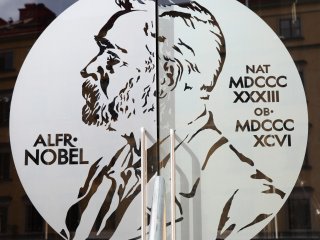 ALFR·
NOBEL
NAT
MDCCC
XXXIII
OB·
MDCCC
XCVI